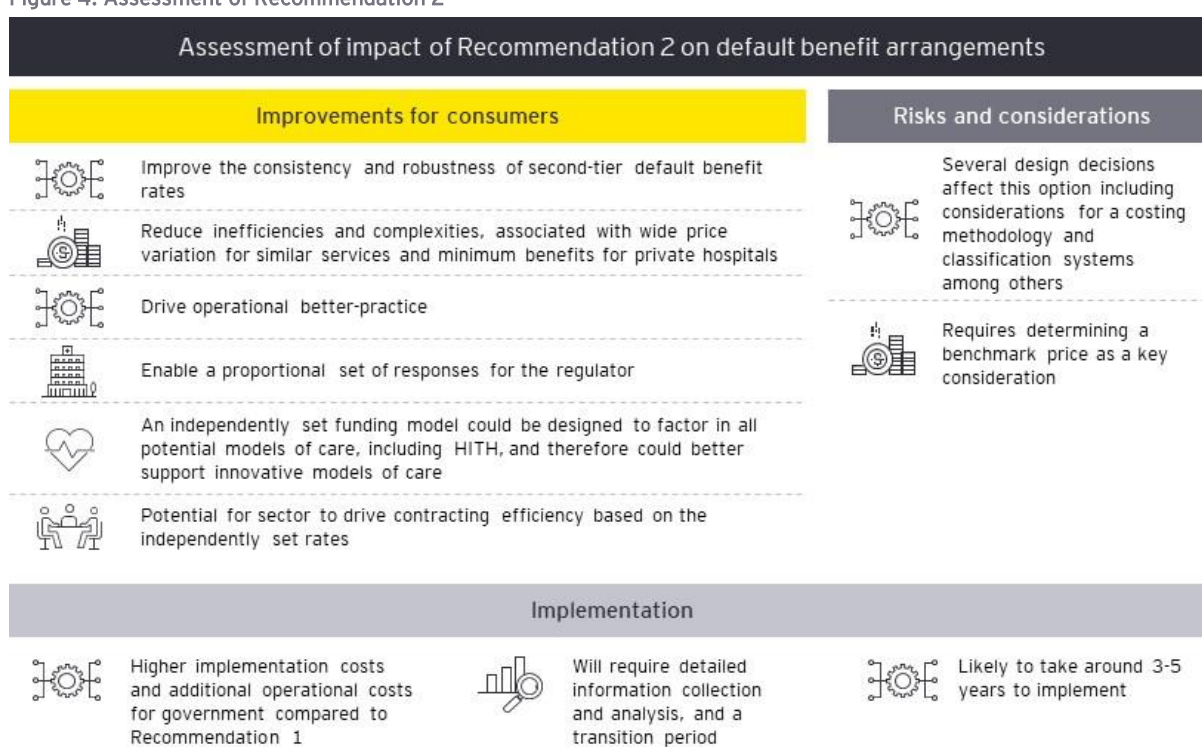 Figure 4: Assessment of Recommendation 2
Assessment of impact of Recommendation 2 on default benefit arrangements
Improvements for consumers
Improve the consistency and robustness of second-tier default benefit
rates
Reduce inefficiencies and complexities, associated with wide price
variation for similar services and minimum benefits for private hospitals
Drive operational better-practice
Enable a proportional set of responses for the regulator
An independently set funding model could be designed to factor in all
potential models of care, including HITH, and therefore could better
support innovative models of care
Potential for sector to drive contracting efficiency based on the
independently set rates
Risks and considerations
Several design decisions
affect this option including
considerations for a costing
methodology and
classification systems
among others
Requires determining a
benchmark price as a key
consideration
Implementation
Higher implementation costs
and additional operational costs
for government compared to
Recommendation 1
Will require detailed
information collection
and analysis, and a
transition period
Likely to take around 3-5
years to implement